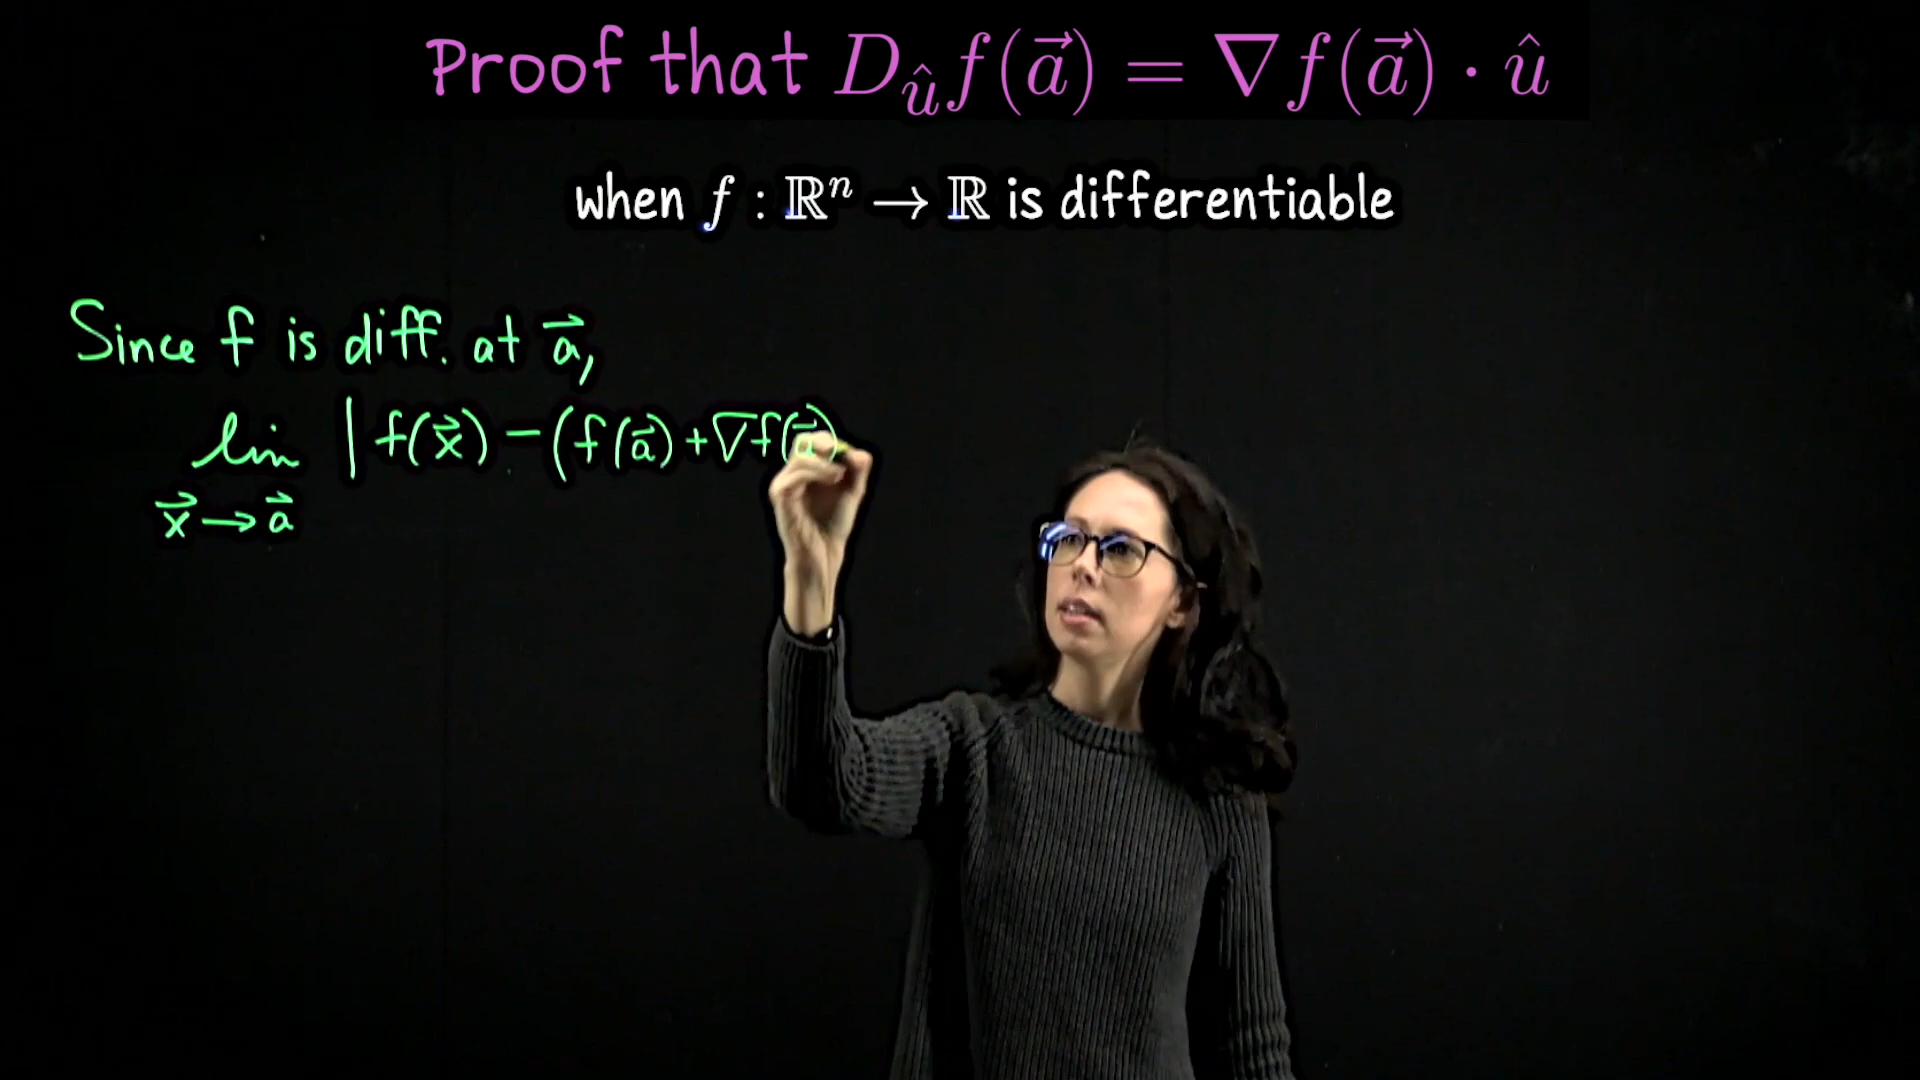 Proof that D_û f(a⃗) = ∇f(a⃗) · û
when f : ℝⁿ → ℝ is differentiable
Since f is diff. at a⃗,
lim | f(x⃗) − (f(a⃗) + ∇f(a⃗)
x⃗ → a⃗